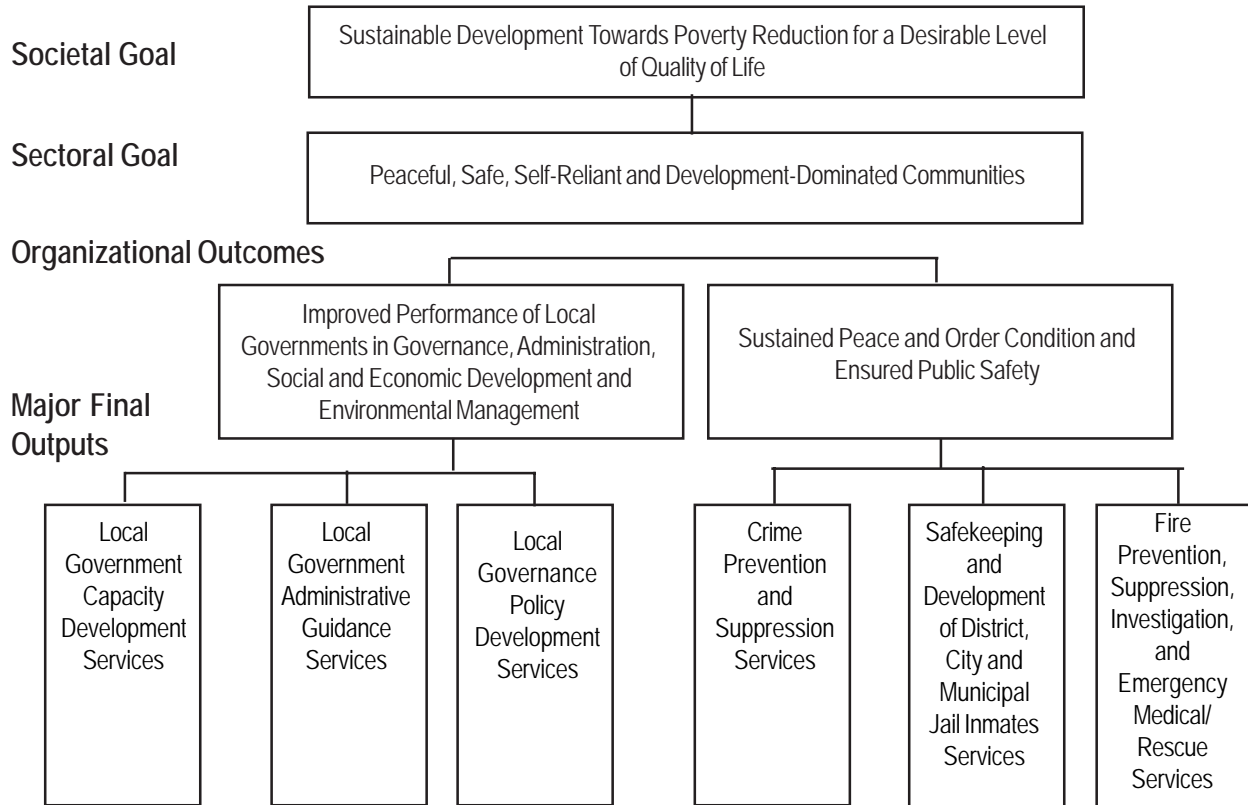 Societal Goal
Sustainable Development Towards Poverty Reduction for a Desirable Level
of Quality of Life
Sectoral Goal
Peaceful, Safe, Self-Reliant and Development-Dominated Communities
Organizational Outcomes
Improved Performance of Local
Governments in Governance, Administration,
Social and Economic Development and
Environmental Management
Sustained Peace and Order Condition and
Ensured Public Safety
Major Final
Outputs
Local
Government
Capacity
Development
Services
Local
Government
Administrative
Guidance
Services
Local
Governance
Policy
Development
Services
Crime
Prevention
and
Suppression
Services
Safekeeping
and
Development
of District,
City and
Municipal
Jail Inmates
Services
Fire
Prevention,
Suppression,
Investigation,
and
Emergency
Medical/
Rescue
Services